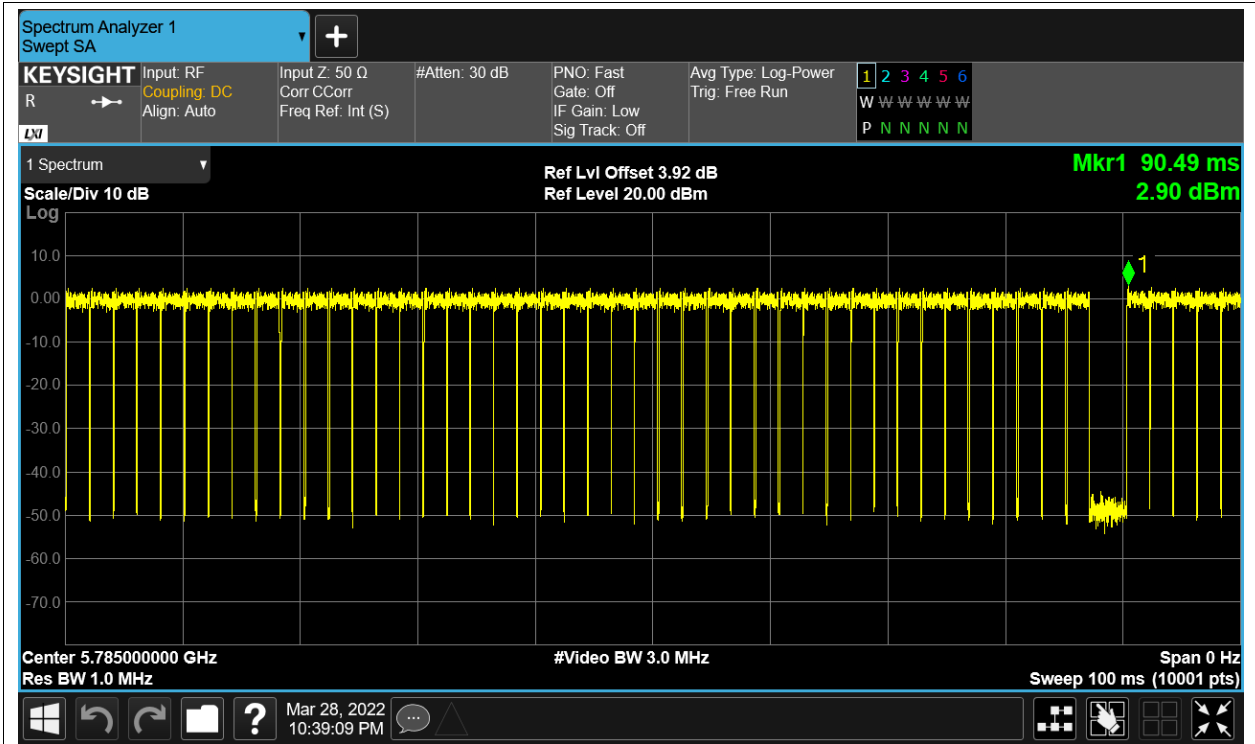 Spectrum Analyzer 1
Swept SA
KEYSIGHT
R
LXI
Input: RF
Coupling: DC
Align: Auto
Input Z: 50 Ω
Corr CCorr
Freq Ref: Int (S)
#Atten: 30 dB
PNO: Fast
Gate: Off
IF Gain: Low
Sig Track: Off
Avg Type: Log-Power
Trig: Free Run
1 2 3 4 5 6
W W W W W W
P N N N N N
1 Spectrum
Scale/Div 10 dB
Ref Lvl Offset 3.92 dB
Ref Level 20.00 dBm
Mkr1 90.49 ms
2.90 dBm
Log
10.0
0.00
-10.0
-20.0
-30.0
-40.0
-50.0
-60.0
-70.0
1
Center 5.785000000 GHz
Res BW 1.0 MHz
#Video BW 3.0 MHz
Span 0 Hz
Sweep 100 ms (10001 pts)
?
Mar 28, 2022
10:39:09 PM